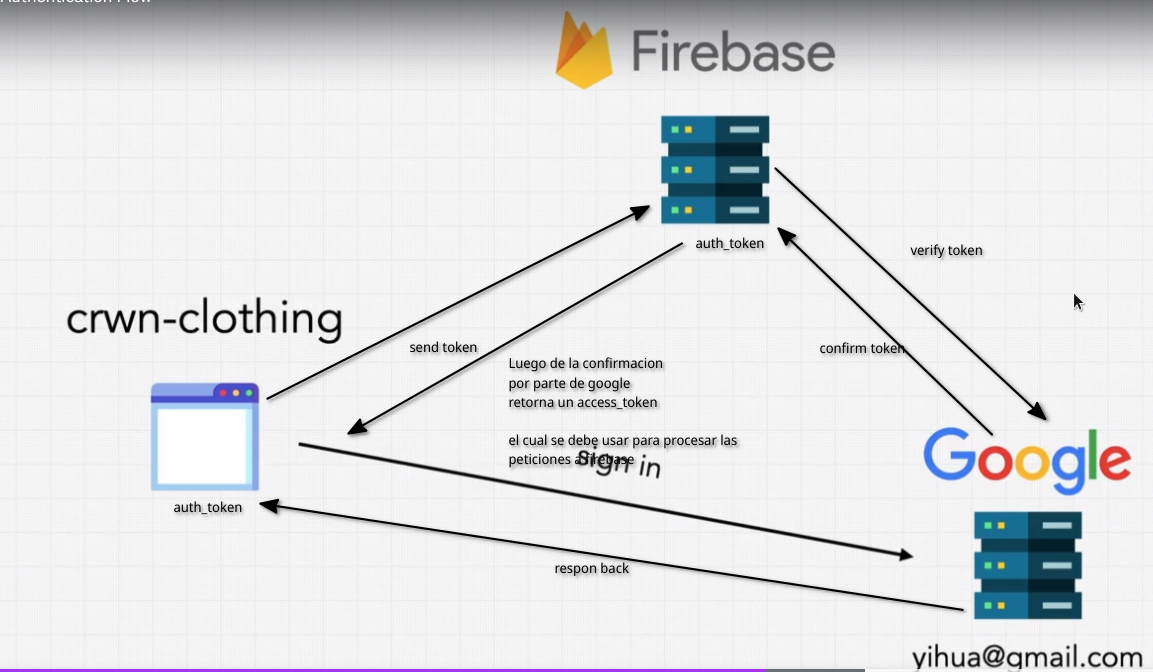 Authentication Flow
Firebase
auth_token
verify token
crwn-clothing
send token
confirm token
Luego de la confirmacion
por parte de google
retorna un access_token
el cual se debe usar para procesar las
peticiones a firebase
sign in
Google
auth_token
respon back
yihua@gmail.com